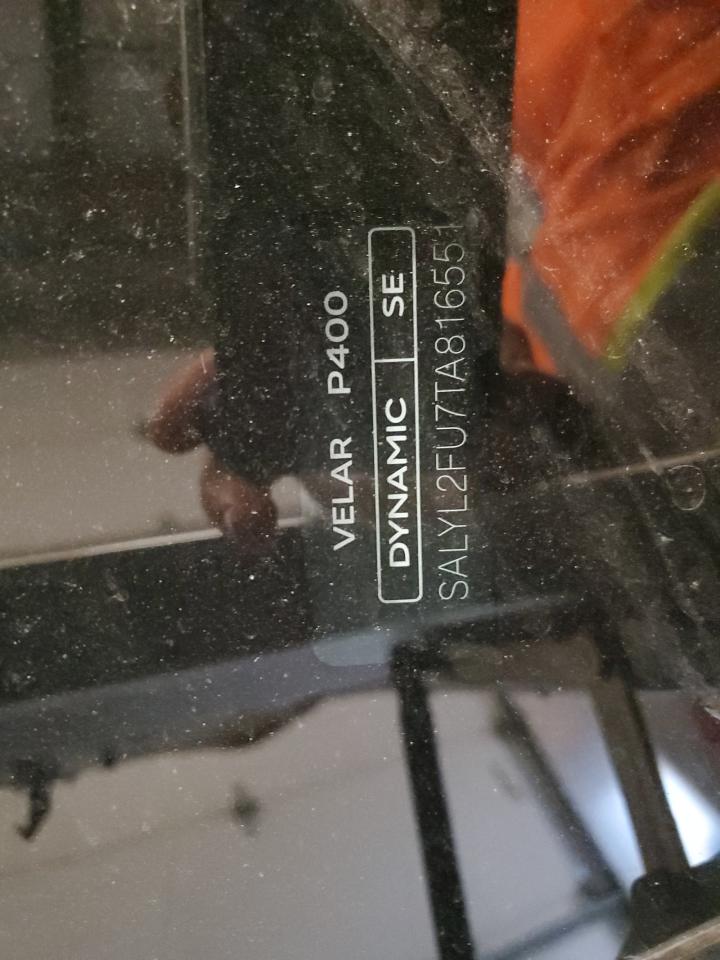 VELAR P400
DYNAMIC SE
SALYL2FU7TA816551